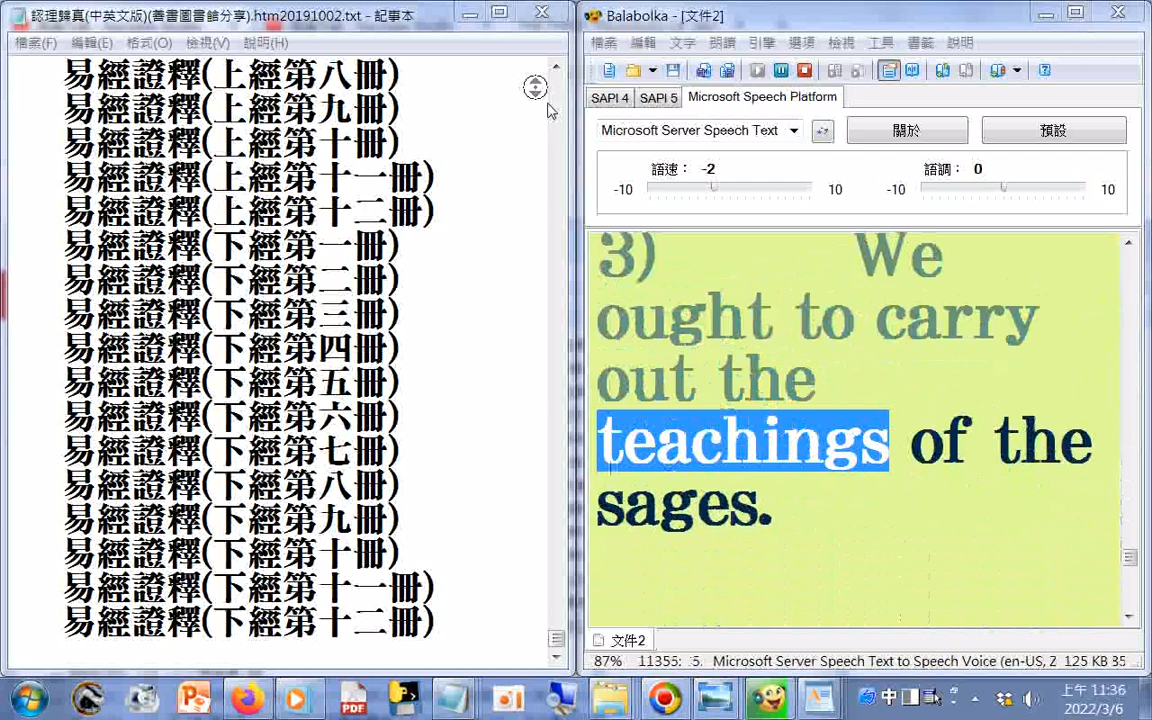 認理歸真(中英文版)(善書圖書館分享).htm20191002.txt - 記事本
檔案(F) 編輯(E) 格式(O) 檢視(V) 說明(H)
易經證釋(上經第八冊)
易經證釋(上經第九冊)
易經證釋(上經第十冊)
易經證釋(上經第十一冊)
易經證釋(上經第十二冊)
易經證釋(下經第一冊)
易經證釋(下經第二冊)
易經證釋(下經第三冊)
易經證釋(下經第四冊)
易經證釋(下經第五冊)
易經證釋(下經第六冊)
易經證釋(下經第七冊)
易經證釋(下經第八冊)
易經證釋(下經第九冊)
易經證釋(下經第十冊)
易經證釋(下經第十一冊)
易經證釋(下經第十二冊)
Balabolka - [文件2]
檔案 編輯 文字 朗讀 引擎 選項 檢視 工具 書籤 說明
SAPI 4 SAPI 5 Microsoft Speech Platform
Microsoft Server Speech Text 關於 預設
語速： -2 語調： 0
-10 10 -10 10
3) We
ought to carry
out the
teachings of the
sages.
文件2
87% 11355: 5. Microsoft Server Speech Text to Speech Voice (en-US, Z 125 KB 35
中 上午 11:36
2022/3/6